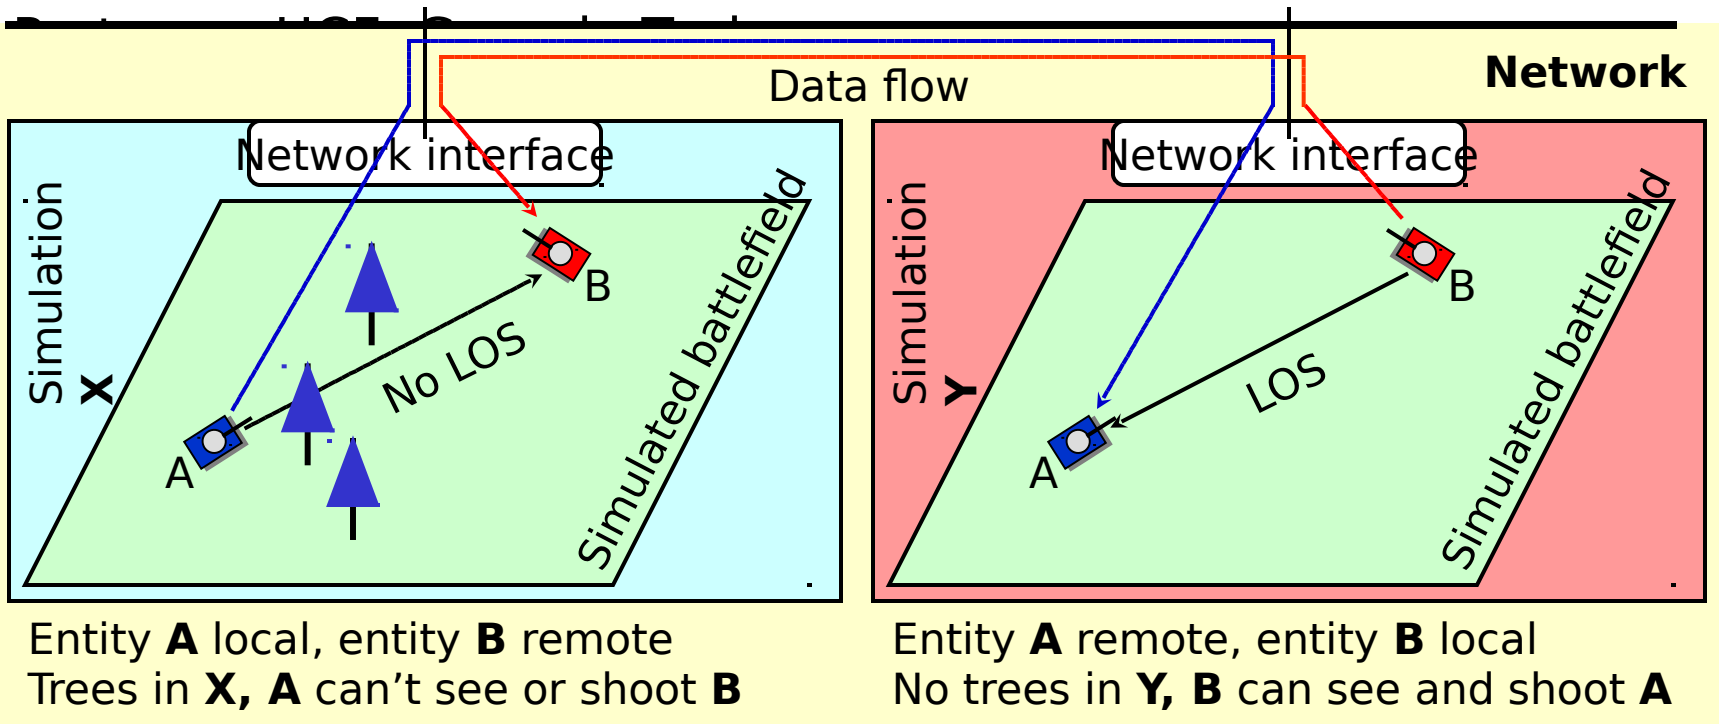 Network
Data flow
Network interface
Simulation
X
Simulated battlefield
No LOS
A
B
Entity A local, entity B remote
Trees in X, A can’t see or shoot B
Network interface
Simulation
Y
Simulated battlefield
LOS
A
B
Entity A remote, entity B local
No trees in Y, B can see and shoot A